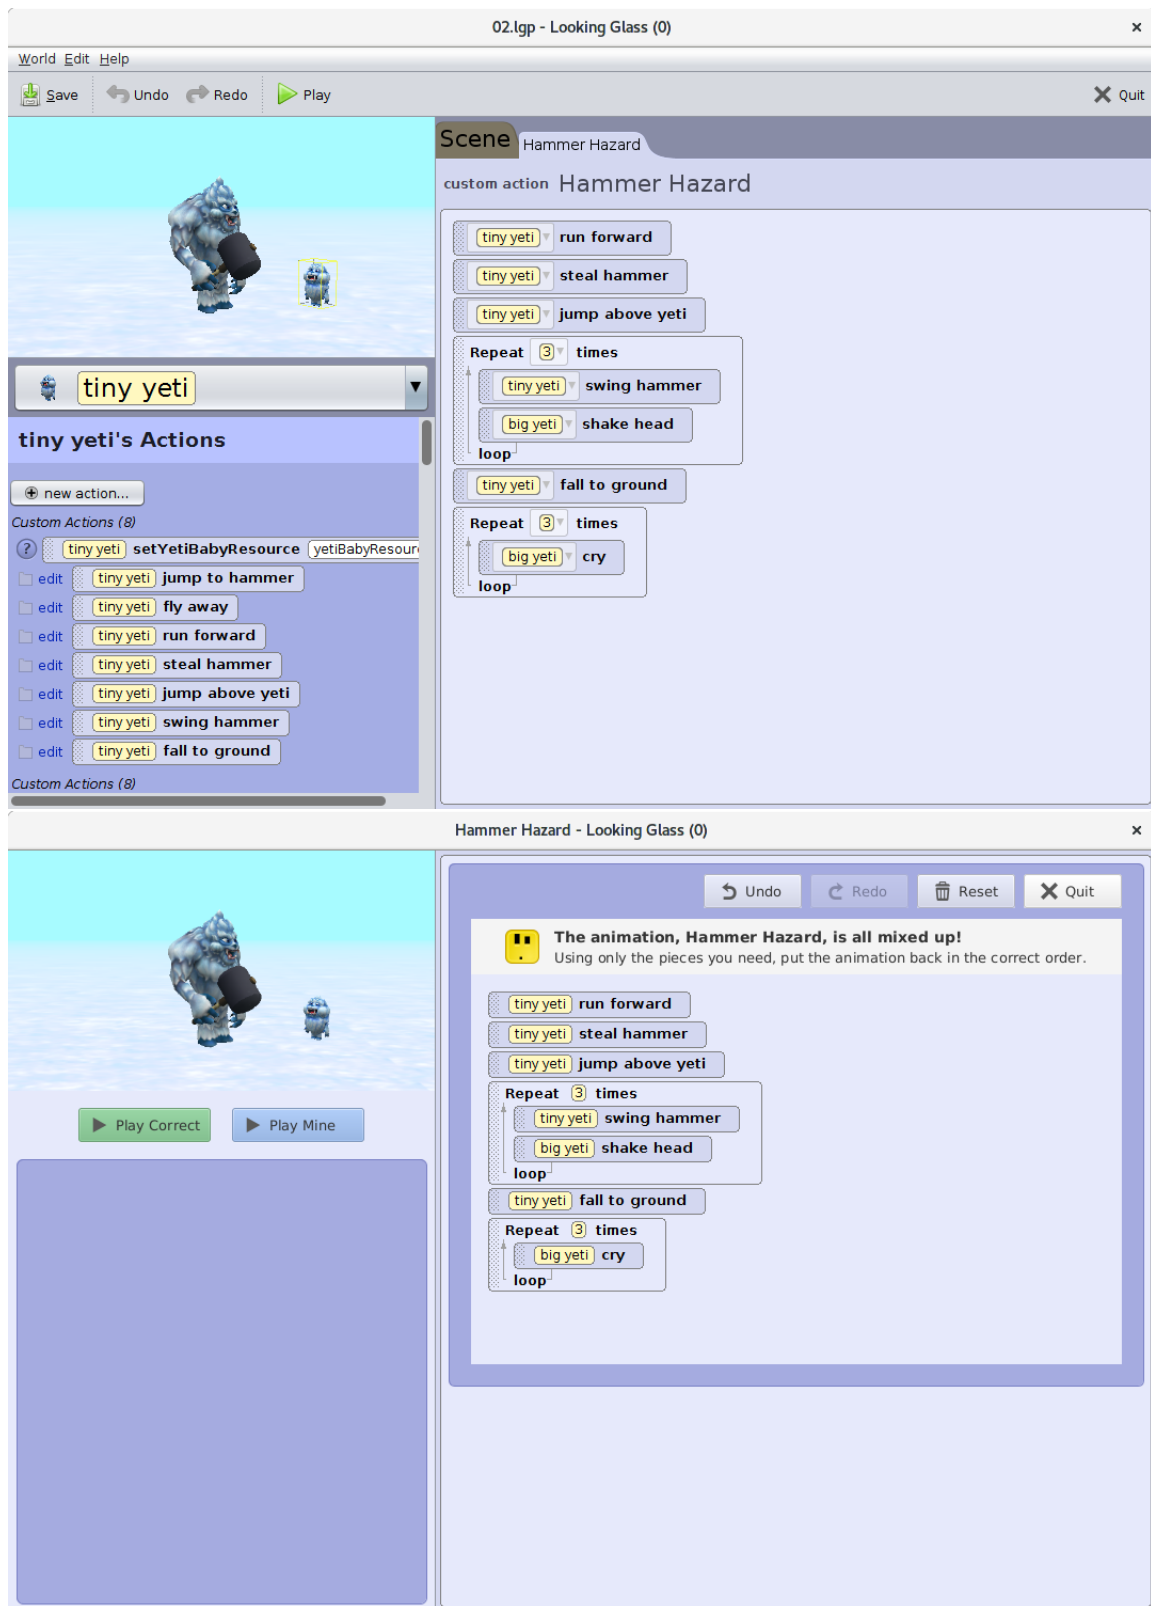 02.lgp - Looking Glass (0)
World Edit Help
Save Undo Redo Play Quit
Scene Hammer Hazard
custom action Hammer Hazard
tiny yeti run forward
tiny yeti steal hammer
tiny yeti jump above yeti
Repeat 3 times
tiny yeti swing hammer
big yeti shake head
loop
tiny yeti fall to ground
Repeat 3 times
big yeti cry
loop
tiny yeti
tiny yeti's Actions
new action...
Custom Actions (8)
? tiny yeti setYetiBabyResource yetiBabyResour
edit tiny yeti jump to hammer
edit tiny yeti fly away
edit tiny yeti run forward
edit tiny yeti steal hammer
edit tiny yeti jump above yeti
edit tiny yeti swing hammer
edit tiny yeti fall to ground
Custom Actions (8)
Hammer Hazard - Looking Glass (0)
Undo Redo Reset Quit
The animation, Hammer Hazard, is all mixed up!
Using only the pieces you need, put the animation back in the correct order.
tiny yeti run forward
tiny yeti steal hammer
tiny yeti jump above yeti
Repeat 3 times
tiny yeti swing hammer
big yeti shake head
loop
tiny yeti fall to ground
Repeat 3 times
big yeti cry
loop
Play Correct Play Mine